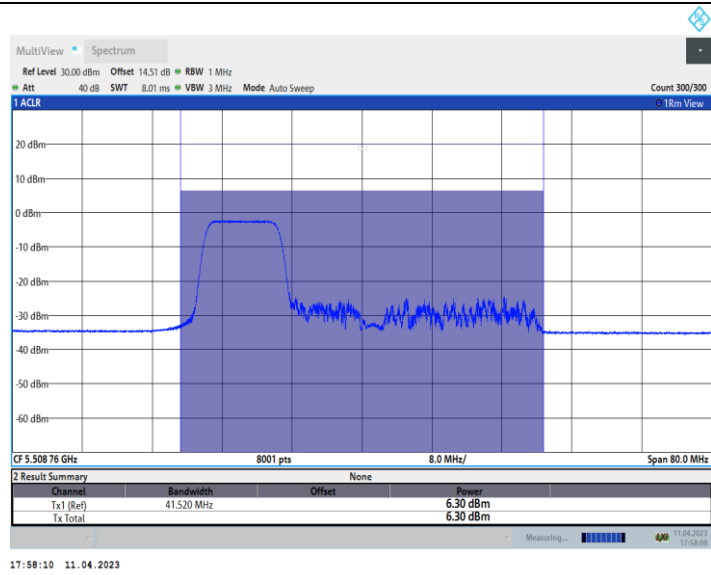 MultiView Spectrum
Ref Level 30.00 dBm Offset 14.51 dB RBW 1 MHz
Att 40 dB SWT 8.01 ms VBW 3 MHz Mode Auto Sweep Count 300/300
1 ACLR 1Rm View
20 dBm
10 dBm
0 dBm
-10 dBm
-20 dBm
-30 dBm
-40 dBm
-50 dBm
-60 dBm
CF 5.508 76 GHz 8001 pts 8.0 MHz/ Span 80.0 MHz
2 Result Summary None
Channel Bandwidth Offset Power
Tx1 (Ref) 41.520 MHz 6.30 dBm
Tx Total 6.30 dBm
Measuring... 11.04.2023
17:58:09
17:58:10 11.04.2023